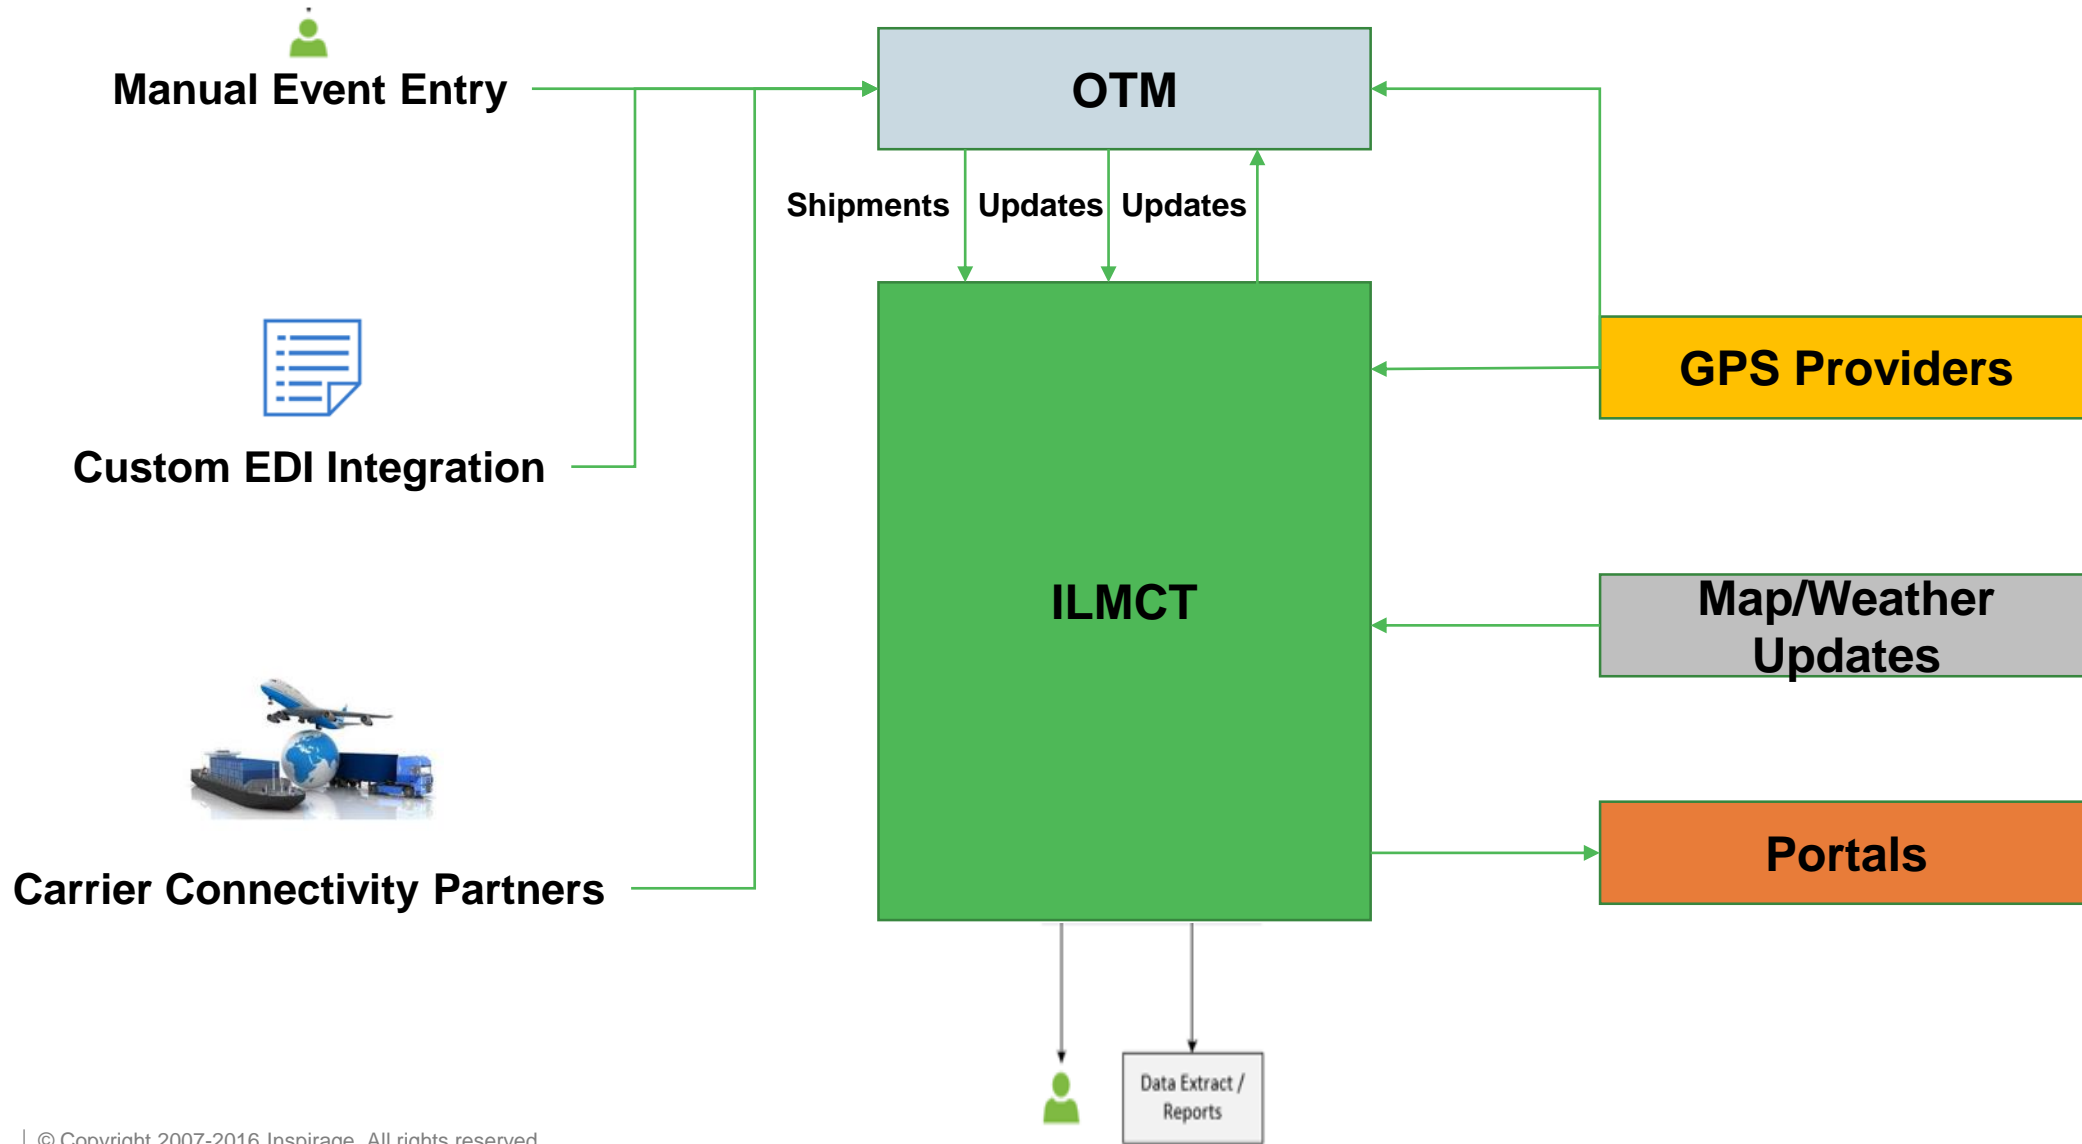 Manual Event Entry
OTM
Shipments
Updates
Updates
GPS Providers
Custom EDI Integration
ILMCT
Map/Weather
Updates
Portals
Carrier Connectivity Partners
Data Extract /
Reports
© Copyright 2007-2016 Inspirage. All rights reserved